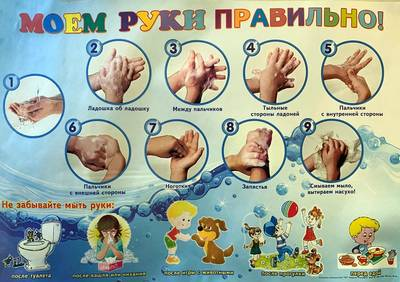 МОЕМ РУКИ ПРАВИЛЬНО!
1
2
Ладошка об ладошку
3
Между пальчиков
4
Тыльные
стороны ладоней
5
Пальчики
с внутренней стороны
6
Пальчики
с внешней стороны
7
Ноготки
8
Запястья
9
Смываем мыло,
вытираем насухо!
Не забывайте мыть руки:
после туалета
после кашля или чихания
после игры с животными
после прогулки
перед едой